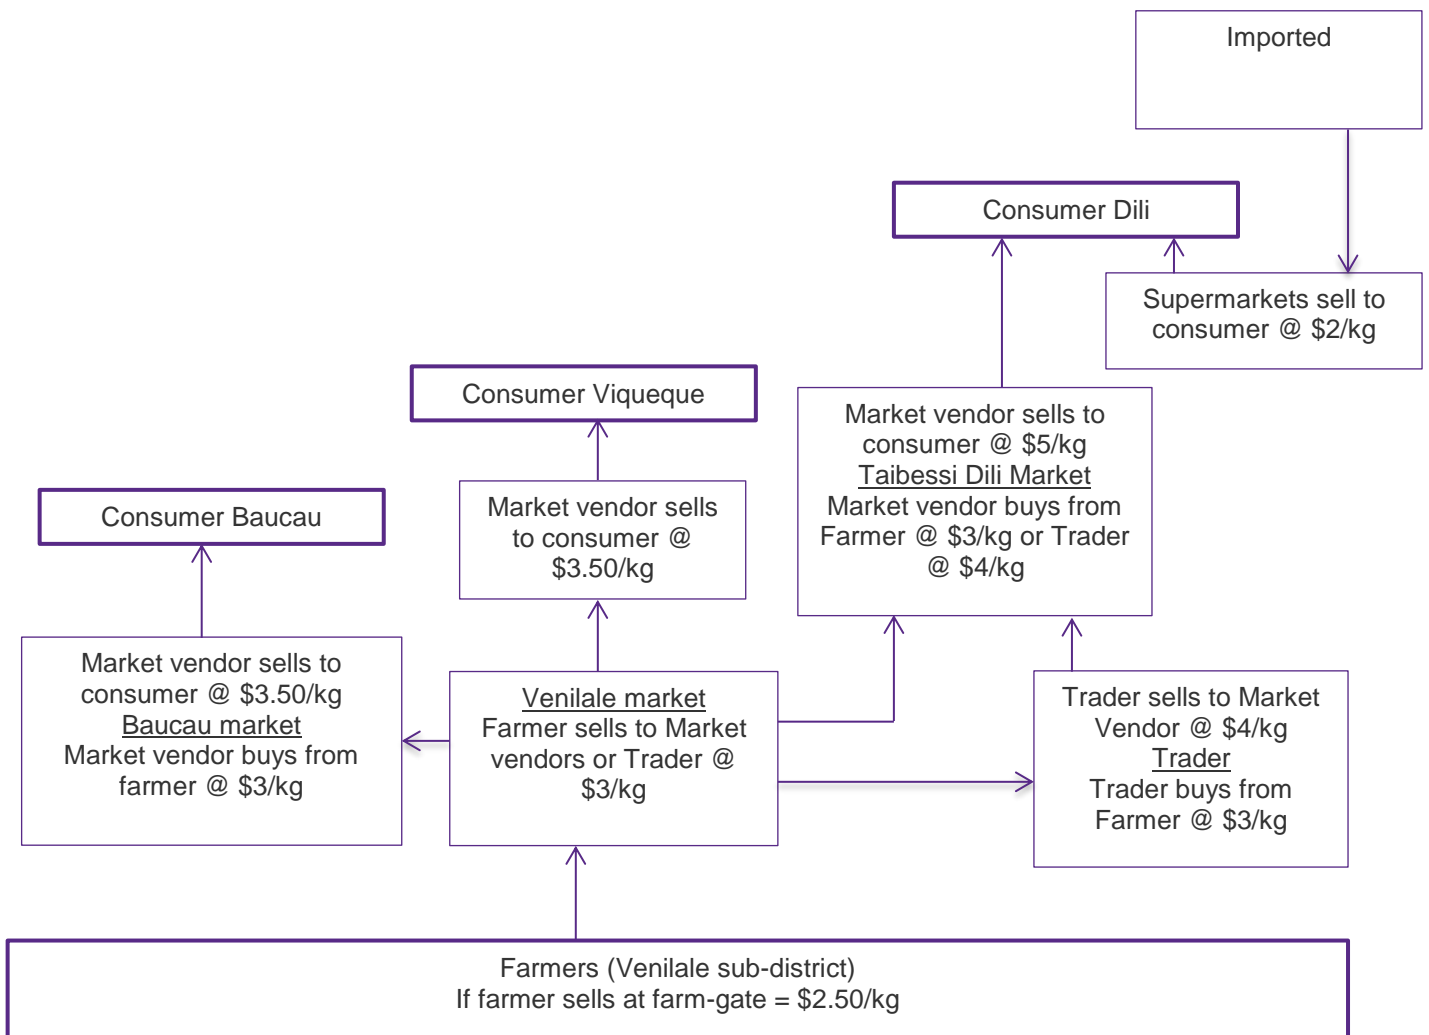 Imported
Consumer Dili
Supermarkets sell to
consumer @ $2/kg
Consumer Viqueque
Market vendor sells to
consumer @ $5/kg
Taibessi Dili Market
Market vendor buys from
Farmer @ $3/kg or Trader
@ $4/kg
Consumer Baucau
Market vendor sells
to consumer @
$3.50/kg
Market vendor sells to
consumer @ $3.50/kg
Baucau market
Market vendor buys from
farmer @ $3/kg
Venilale market
Farmer sells to Market
vendors or Trader @
$3/kg
Trader sells to Market
Vendor @ $4/kg
Trader
Trader buys from
Farmer @ $3/kg
Farmers (Venilale sub-district)
If farmer sells at farm-gate = $2.50/kg